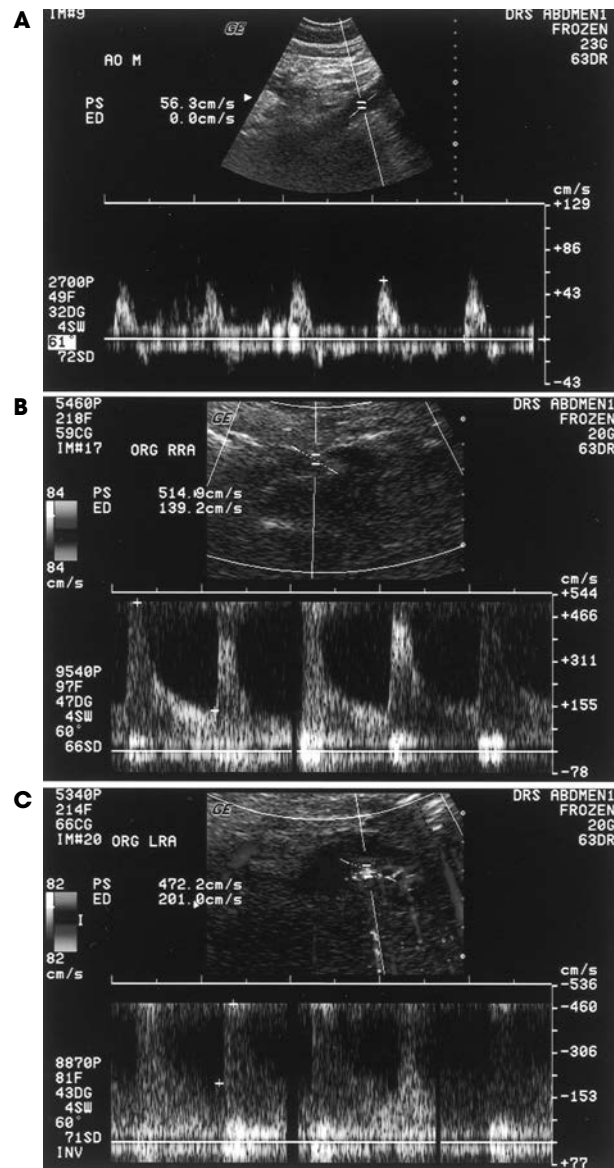 A
IM#9
GE
DRS ABDMEN1
FROZEN
23G
63DR
AO M
PS 56.3cm/s
ED 0.0cm/s
cm/s
+129
+86
+43
-43
2700P
49F
32DG
4SW
61°
72SD
B
5460P
218F
59CG
IM#17
GE
DRS ABDMEN1
FROZEN
20G
63DR
ORG RRA
84
PS 514.9cm/s
ED 139.2cm/s
84
cm/s
cm/s
+544
+466
+311
+155
-78
9540P
97F
47DG
4SW
60°
66SD
C
5340P
214F
66CG
IM#20
GE
DRS ABDMEN1
FROZEN
20G
63DR
ORG LRA
82
PS 472.2cm/s
ED 201.0cm/s
I
82
cm/s
cm/s
-536
-460
-306
-153
+77
8870P
81F
43DG
4SW
60°
71SD
INV